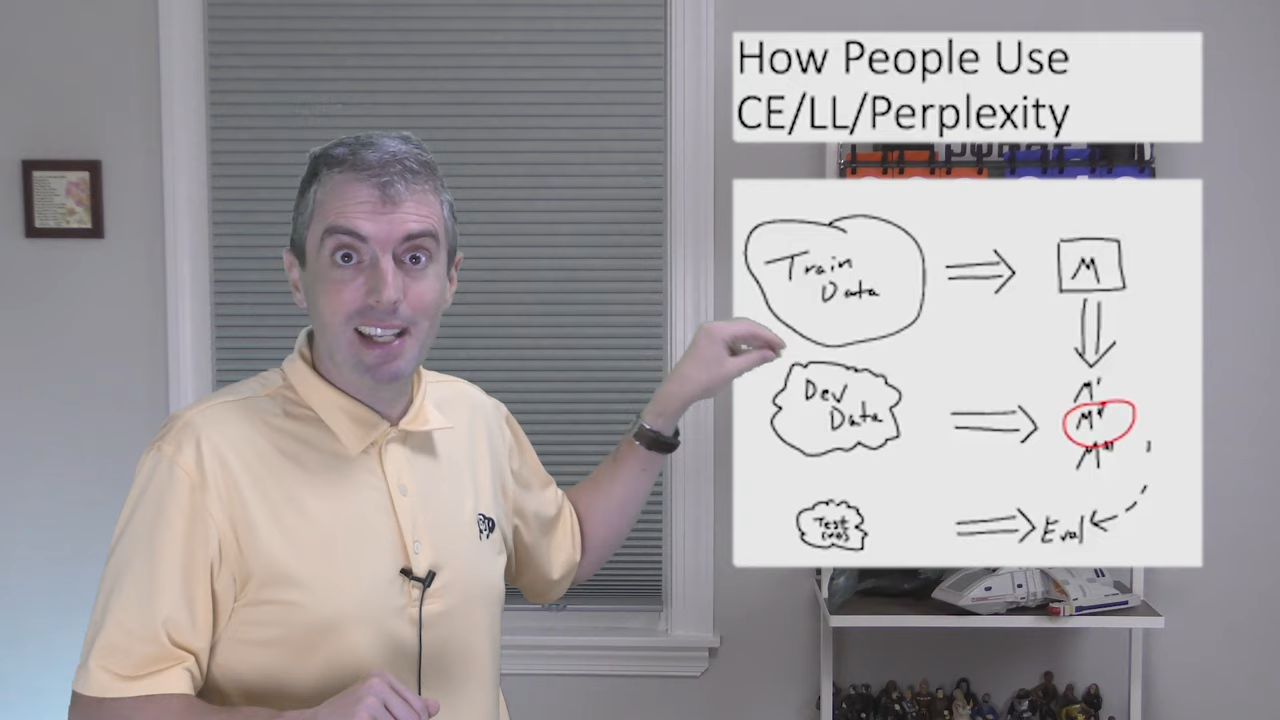 How People Use
CE/LL/Perplexity
Train
Data
M
Dev
Data
M'
M''
M'''
Test
Eval